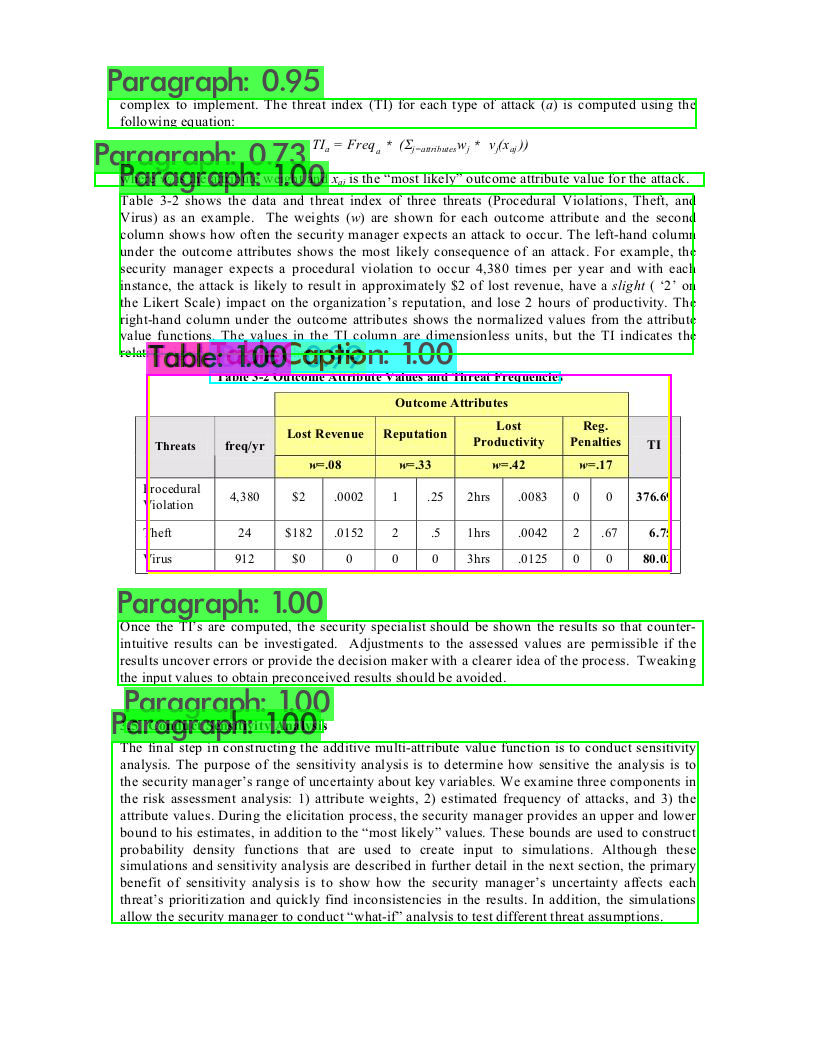 Paragraph: 0.95
complex to implement. The threat index (TI) for each type of attack (a) is computed using the
following equation:
TIa = Freqa * (Σj=attributes wj * vj(xaj))
Paragraph: 0.73
Paragraph: 1.00
xaj is the “most likely” outcome attribute value for the attack.
Table 3-2 shows the data and threat index of three threats (Procedural Violations, Theft, and
Virus) as an example. The weights (w) are shown for each outcome attribute and the second
column shows how often the security manager expects an attack to occur. The left-hand column
under the outcome attributes shows the most likely consequence of an attack. For example, the
security manager expects a procedural violation to occur 4,380 times per year and with each
instance, the attack is likely to result in approximately $2 of lost revenue, have a slight ( ‘2’ on
the Likert Scale) impact on the organization’s reputation, and lose 2 hours of productivity. The
right-hand column under the outcome attributes shows the normalized values from the attribute
value functions. The values in the TI column are dimensionless units, but the TI indicates the
Table: 1.00
Caption: 1.00
Table 3-2 Outcome Attribute Values and Threat Frequencies
Outcome Attributes
Threats freq/yr Lost Revenue Reputation Lost Productivity Reg. Penalties TI
w=.08 w=.33 w=.42 w=.17
Procedural Violation 4,380 $2 .0002 1 .25 2hrs .0083 0 0 376.6
Theft 24 $182 .0152 2 .5 1hrs .0042 2 .67 6.7
Virus 912 $0 0 0 0 3hrs .0125 0 0 80.0
Paragraph: 1.00
Once the TI’s are computed, the security specialist should be shown the results so that counter-
intuitive results can be investigated. Adjustments to the assessed values are permissible if the
results uncover errors or provide the decision maker with a clearer idea of the process. Tweaking
the input values to obtain preconceived results should be avoided.
Paragraph: 1.00
Paragraph: 1.00
The final step in constructing the additive multi-attribute value function is to conduct sensitivity
analysis. The purpose of the sensitivity analysis is to determine how sensitive the analysis is to
the security manager’s range of uncertainty about key variables. We examine three components in
the risk assessment analysis: 1) attribute weights, 2) estimated frequency of attacks, and 3) the
attribute values. During the elicitation process, the security manager provides an upper and lower
bound to his estimates, in addition to the “most likely” values. These bounds are used to construct
probability density functions that are used to create input to simulations. Although these
simulations and sensitivity analysis are described in further detail in the next section, the primary
benefit of sensitivity analysis is to show how the security manager’s uncertainty affects each
threat’s prioritization and quickly find inconsistencies in the results. In addition, the simulations
allow the security manager to conduct “what-if” analysis to test different threat assumptions.